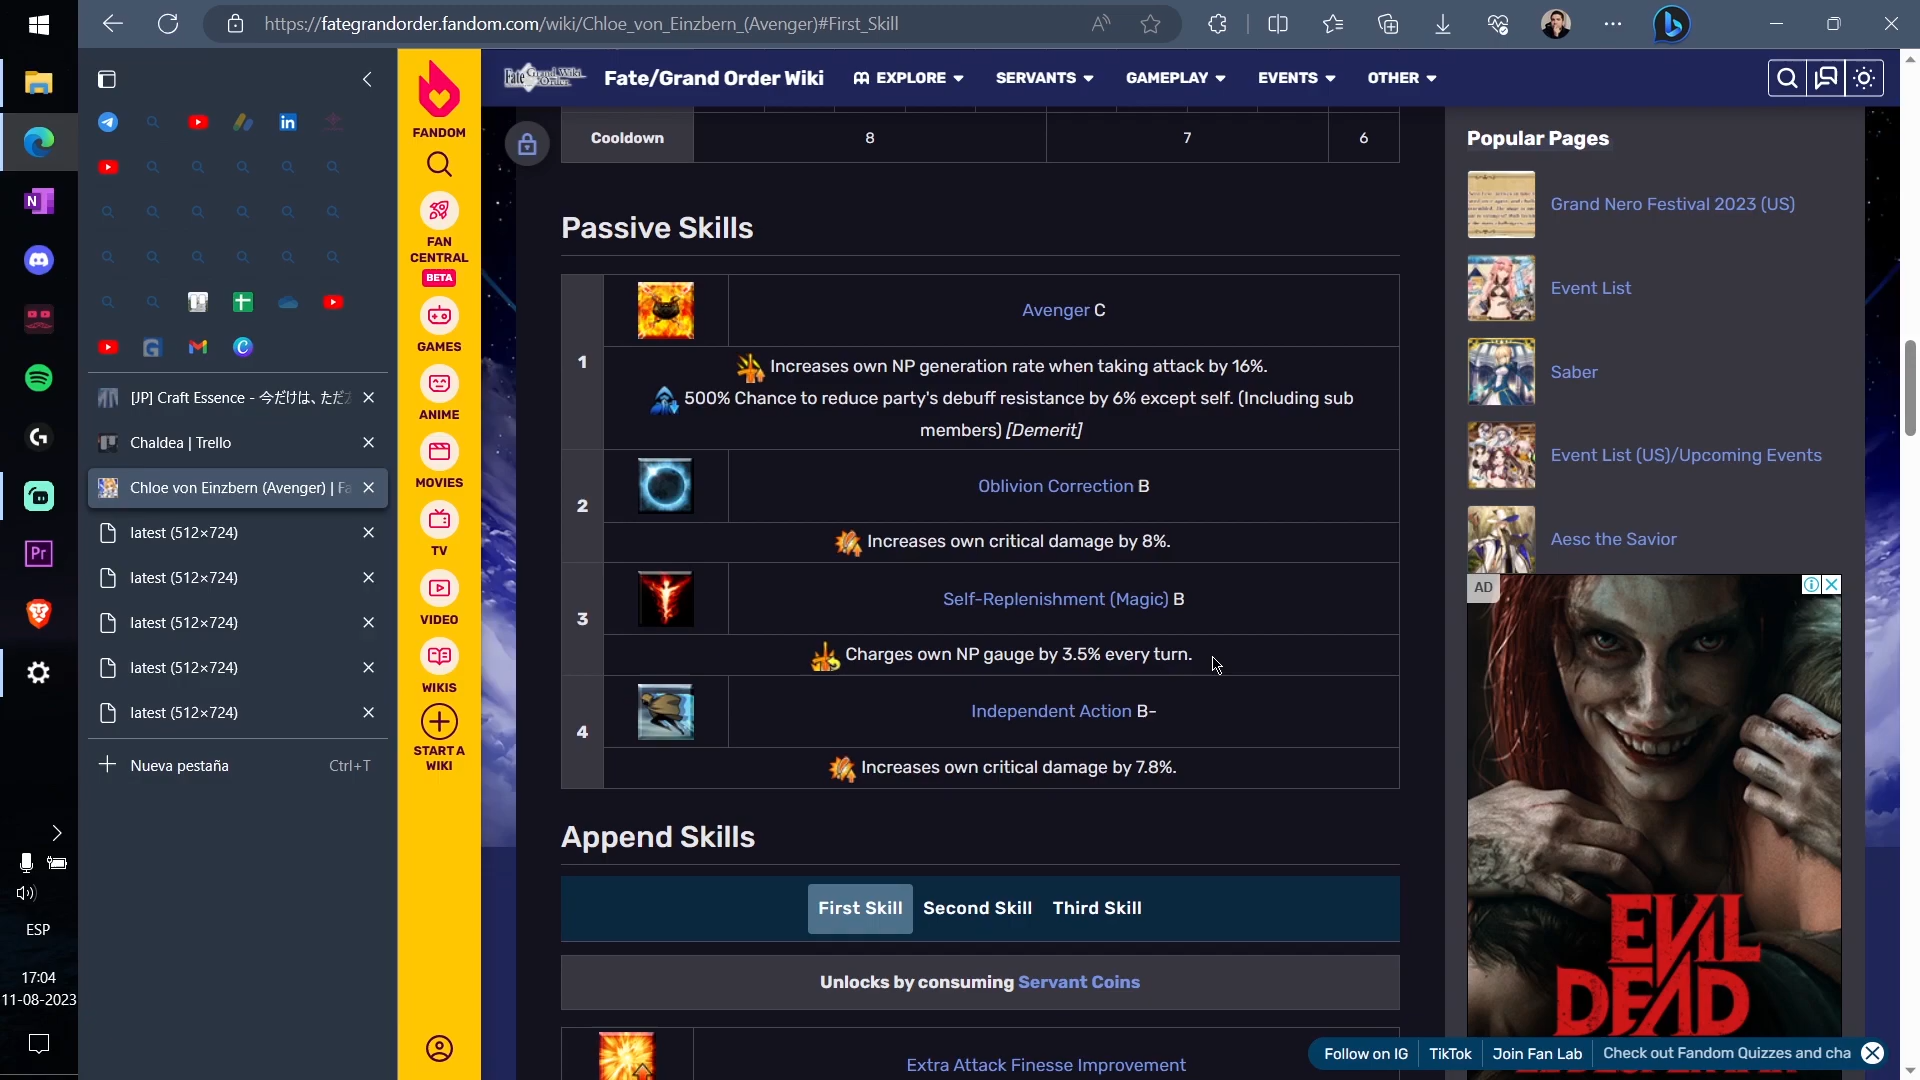 https://fategrandorder.fandom.com/wiki/Chloe_von_Einzbern_(Avenger)#First_Skill
FANDOM
FAN CENTRAL
BETA
GAMES
ANIME
MOVIES
TV
VIDEO
WIKIS
START A WIKI
[JP] Craft Essence - 今だけは、ただ
Chaldea | Trello
Chloe von Einzbern (Avenger) | Fa
latest (512×724)
latest (512×724)
latest (512×724)
latest (512×724)
latest (512×724)
Nueva pestaña
Ctrl+T
ESP
17:04
11-08-2023
Fate/Grand Order Wiki
EXPLORE
SERVANTS
GAMEPLAY
EVENTS
OTHER
Cooldown
8
7
6
Passive Skills
1
Avenger C
Increases own NP generation rate when taking attack by 16%.
500% Chance to reduce party's debuff resistance by 6% except self. (Including sub
members) [Demerit]
2
Oblivion Correction B
Increases own critical damage by 8%.
3
Self-Replenishment (Magic) B
Charges own NP gauge by 3.5% every turn.
4
Independent Action B-
Increases own critical damage by 7.8%.
Append Skills
First Skill
Second Skill
Third Skill
Unlocks by consuming Servant Coins
Extra Attack Finesse Improvement
Popular Pages
Grand Nero Festival 2023 (US)
Event List
Saber
Event List (US)/Upcoming Events
Aesc the Savior
AD
EVIL
DEAD
Follow on IG
TikTok
Join Fan Lab
Check out Fandom Quizzes and cha